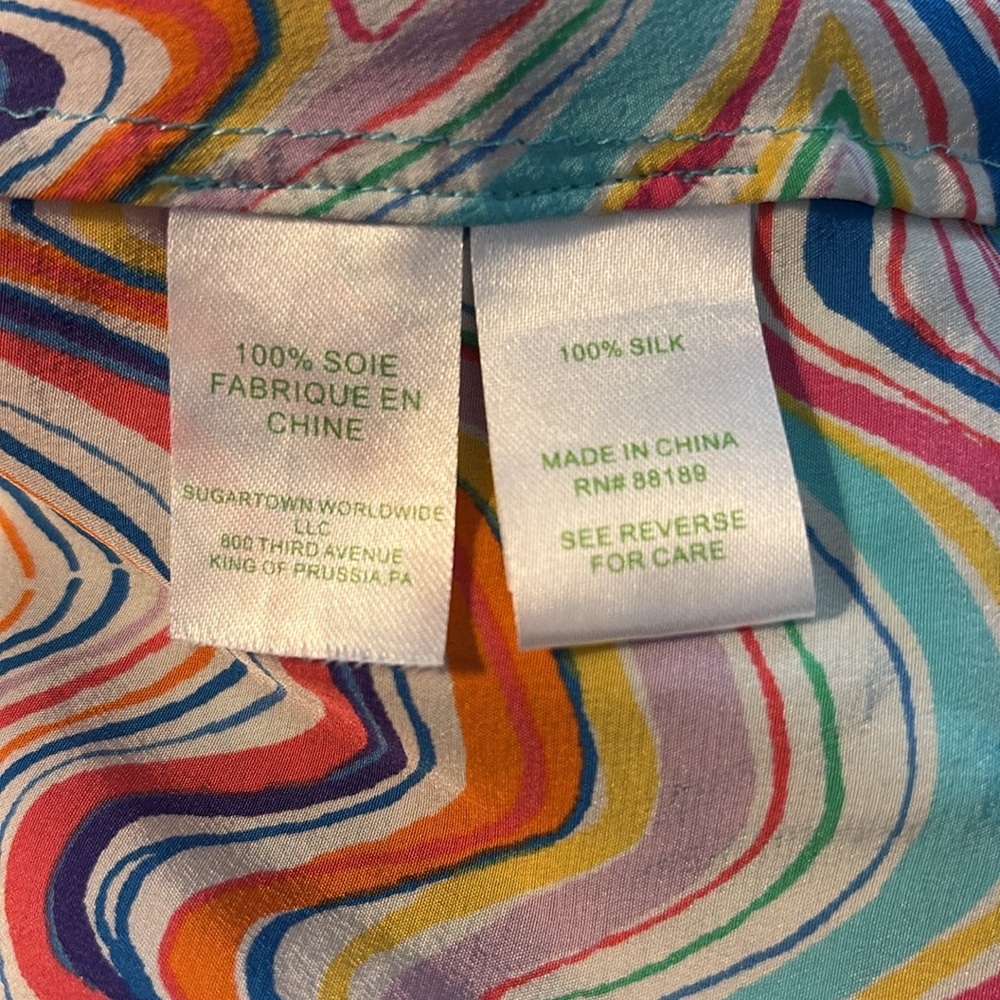 100% SOIE
FABRIQUE EN
CHINE
SUGARTOWN WORLDWIDE
LLC
800 THIRD AVENUE
KING OF PRUSSIA,PA
100% SILK
MADE IN CHINA
RN# 88189
SEE REVERSE
FOR CARE